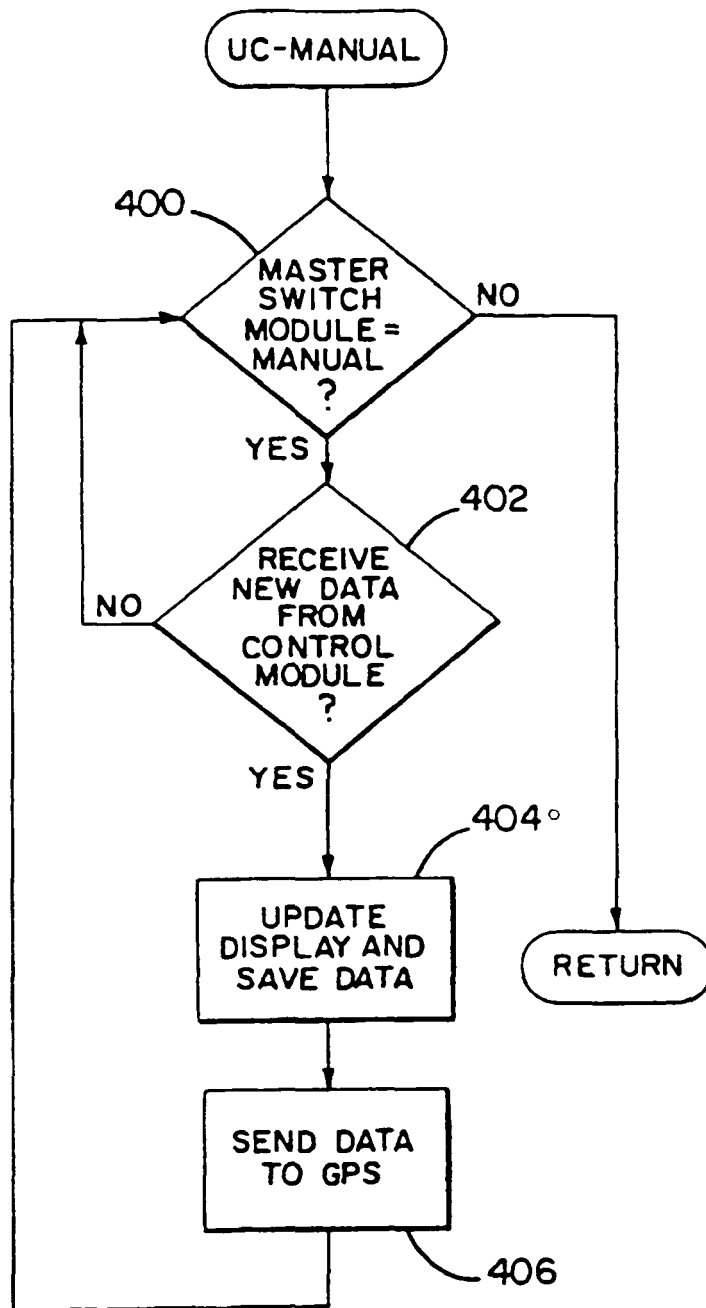 UC-MANUAL
400
MASTER
SWITCH
MODULE =
MANUAL
?
NO
YES
402
RECEIVE
NEW DATA
FROM
CONTROL
MODULE
?
NO
YES
404°
UPDATE
DISPLAY AND
SAVE DATA
RETURN
SEND DATA
TO GPS
406